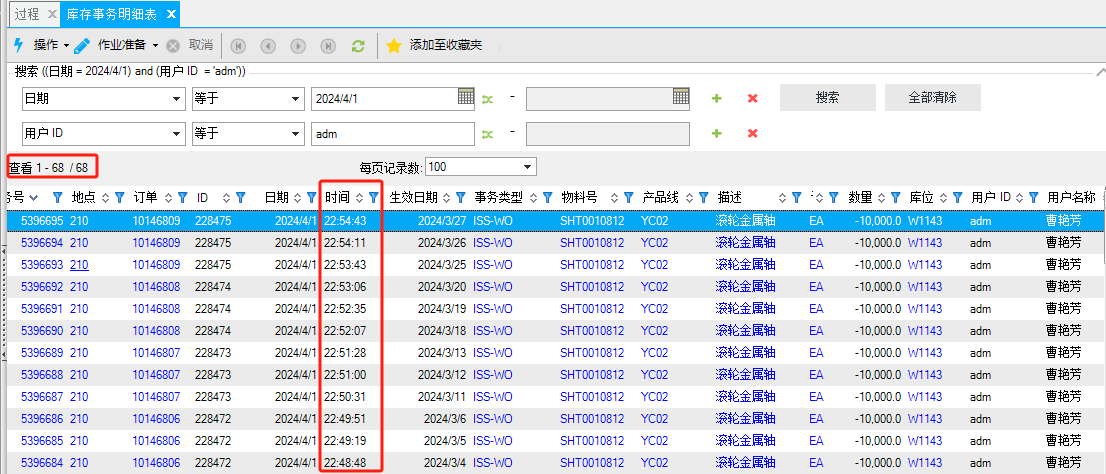 过程 库存事务明细表
操作 作业准备 取消 添加至收藏夹
搜索 ((日期 = 2024/4/1) and (用户 ID = 'adm'))
日期 等于 2024/4/1 - 搜索 全部清除
用户 ID 等于 adm -
查看 1 - 68 / 68 每页记录数: 100
务号 地点 订单 ID 日期 时间 生效日期 事务类型 物料号 产品线 描述 数量 库位 用户 ID 用户名称
5396695 210 10146809 228475 2024/4/1 22:54:43 2024/3/27 ISS-WO SHT0010812 YC02 滚轮金属轴 EA -10,000.0 W1143 adm 曹艳芳
5396694 210 10146809 228475 2024/4/1 22:54:11 2024/3/26 ISS-WO SHT0010812 YC02 滚轮金属轴 EA -10,000.0 W1143 adm 曹艳芳
5396693 210 10146809 228475 2024/4/1 22:53:43 2024/3/25 ISS-WO SHT0010812 YC02 滚轮金属轴 EA -10,000.0 W1143 adm 曹艳芳
5396692 210 10146808 228474 2024/4/1 22:53:06 2024/3/20 ISS-WO SHT0010812 YC02 滚轮金属轴 EA -10,000.0 W1143 adm 曹艳芳
5396691 210 10146808 228474 2024/4/1 22:52:35 2024/3/19 ISS-WO SHT0010812 YC02 滚轮金属轴 EA -10,000.0 W1143 adm 曹艳芳
5396690 210 10146808 228474 2024/4/1 22:52:07 2024/3/18 ISS-WO SHT0010812 YC02 滚轮金属轴 EA -10,000.0 W1143 adm 曹艳芳
5396689 210 10146807 228473 2024/4/1 22:51:28 2024/3/13 ISS-WO SHT0010812 YC02 滚轮金属轴 EA -10,000.0 W1143 adm 曹艳芳
5396688 210 10146807 228473 2024/4/1 22:51:00 2024/3/12 ISS-WO SHT0010812 YC02 滚轮金属轴 EA -10,000.0 W1143 adm 曹艳芳
5396687 210 10146807 228473 2024/4/1 22:50:31 2024/3/11 ISS-WO SHT0010812 YC02 滚轮金属轴 EA -10,000.0 W1143 adm 曹艳芳
5396686 210 10146806 228472 2024/4/1 22:49:51 2024/3/6 ISS-WO SHT0010812 YC02 滚轮金属轴 EA -10,000.0 W1143 adm 曹艳芳
5396685 210 10146806 228472 2024/4/1 22:49:19 2024/3/5 ISS-WO SHT0010812 YC02 滚轮金属轴 EA -10,000.0 W1143 adm 曹艳芳
5396684 210 10146806 228472 2024/4/1 22:48:48 2024/3/4 ISS-WO SHT0010812 YC02 滚轮金属轴 EA -10,000.0 W1143 adm 曹艳芳